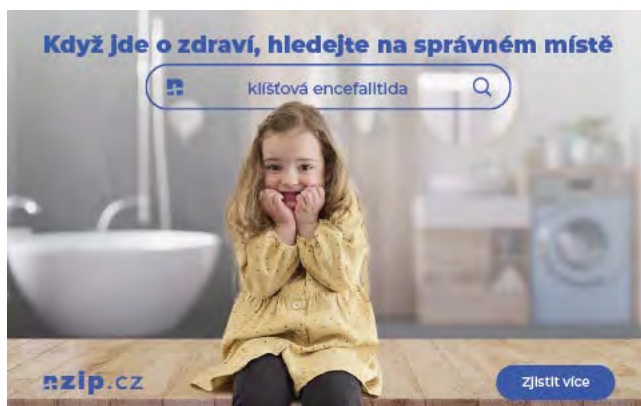 Když jde o zdraví, hledejte na správném místě
klíšťová encefalitida
nzip.cz
Zjistit více